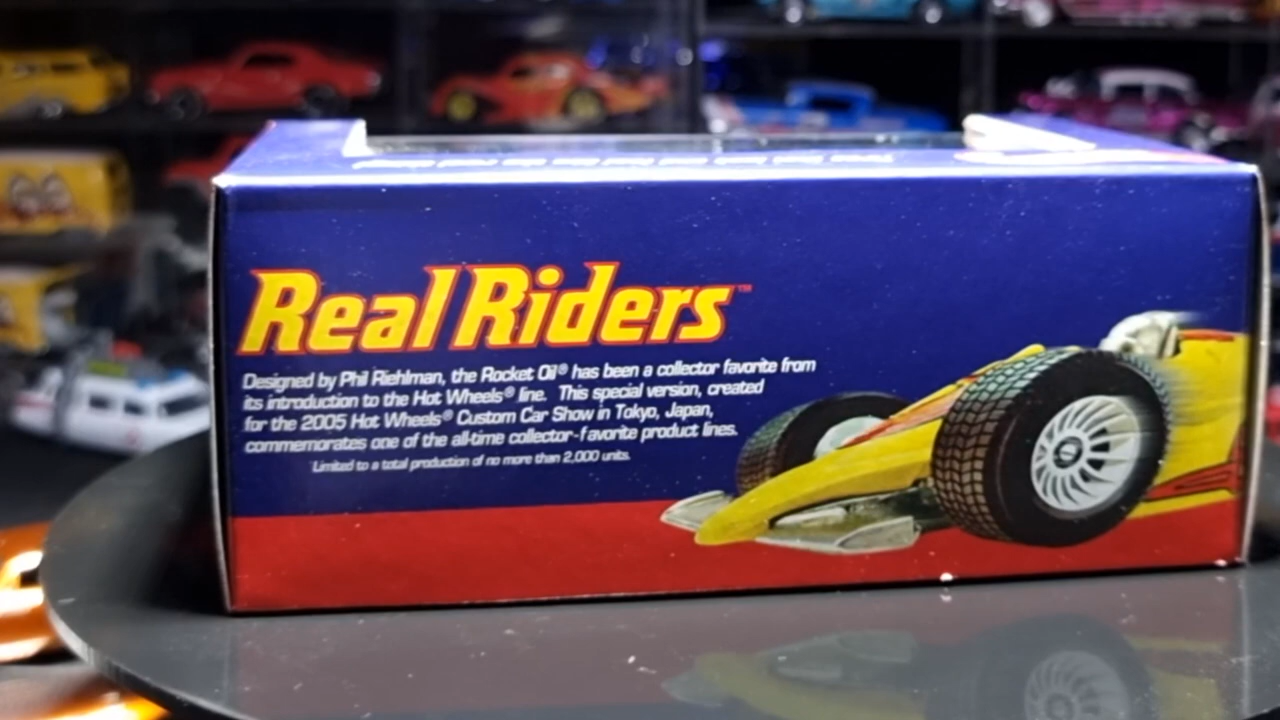 Real Riders™
Designed by Phil Riehlman, the Rocket Oil® has been a collector favorite from
its introduction to the Hot Wheels® line. This special version, created
for the 2005 Hot Wheels® Custom Car Show in Tokyo, Japan,
commemorates one of the all-time collector-favorite product lines.
Limited to a total production of no more than 2,000 units.